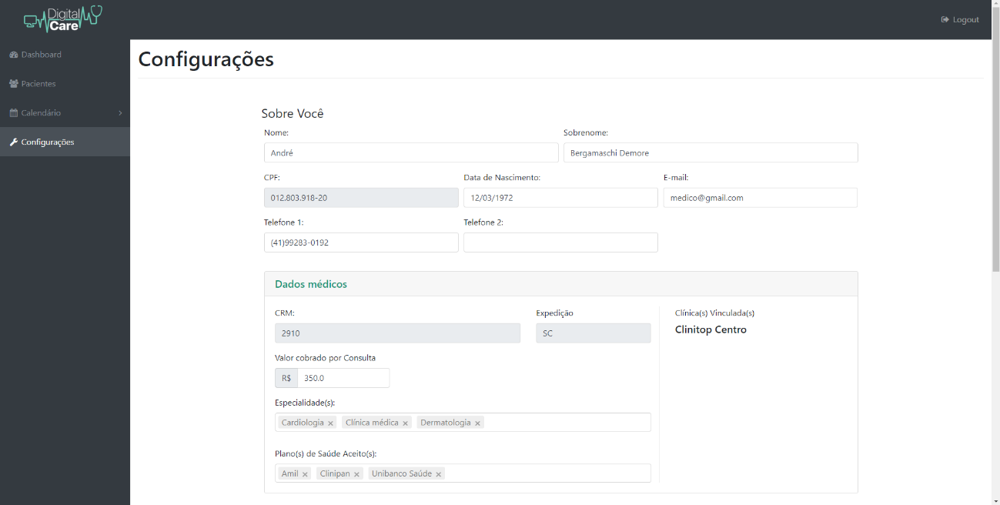 Digital
Care
Logout
Dashboard
Pacientes
Calendário
Configurações
Configurações
Sobre Você
Nome: Sobrenome:
André Bergamaschi Demore
CPF: Data de Nascimento: E-mail:
012.803.918-20 12/03/1972 medico@gmail.com
Telefone 1: Telefone 2:
(41)99283-0192
Dados médicos
CRM: Expedição Clínica(s) Vinculada(s)
2910 SC Clinitop Centro
Valor cobrado por Consulta
R$ 350.0
Especialidade(s):
Cardiologia × Clínica médica × Dermatologia ×
Plano(s) de Saúde Aceito(s):
Amil × Clinipan × Unibanco Saúde ×